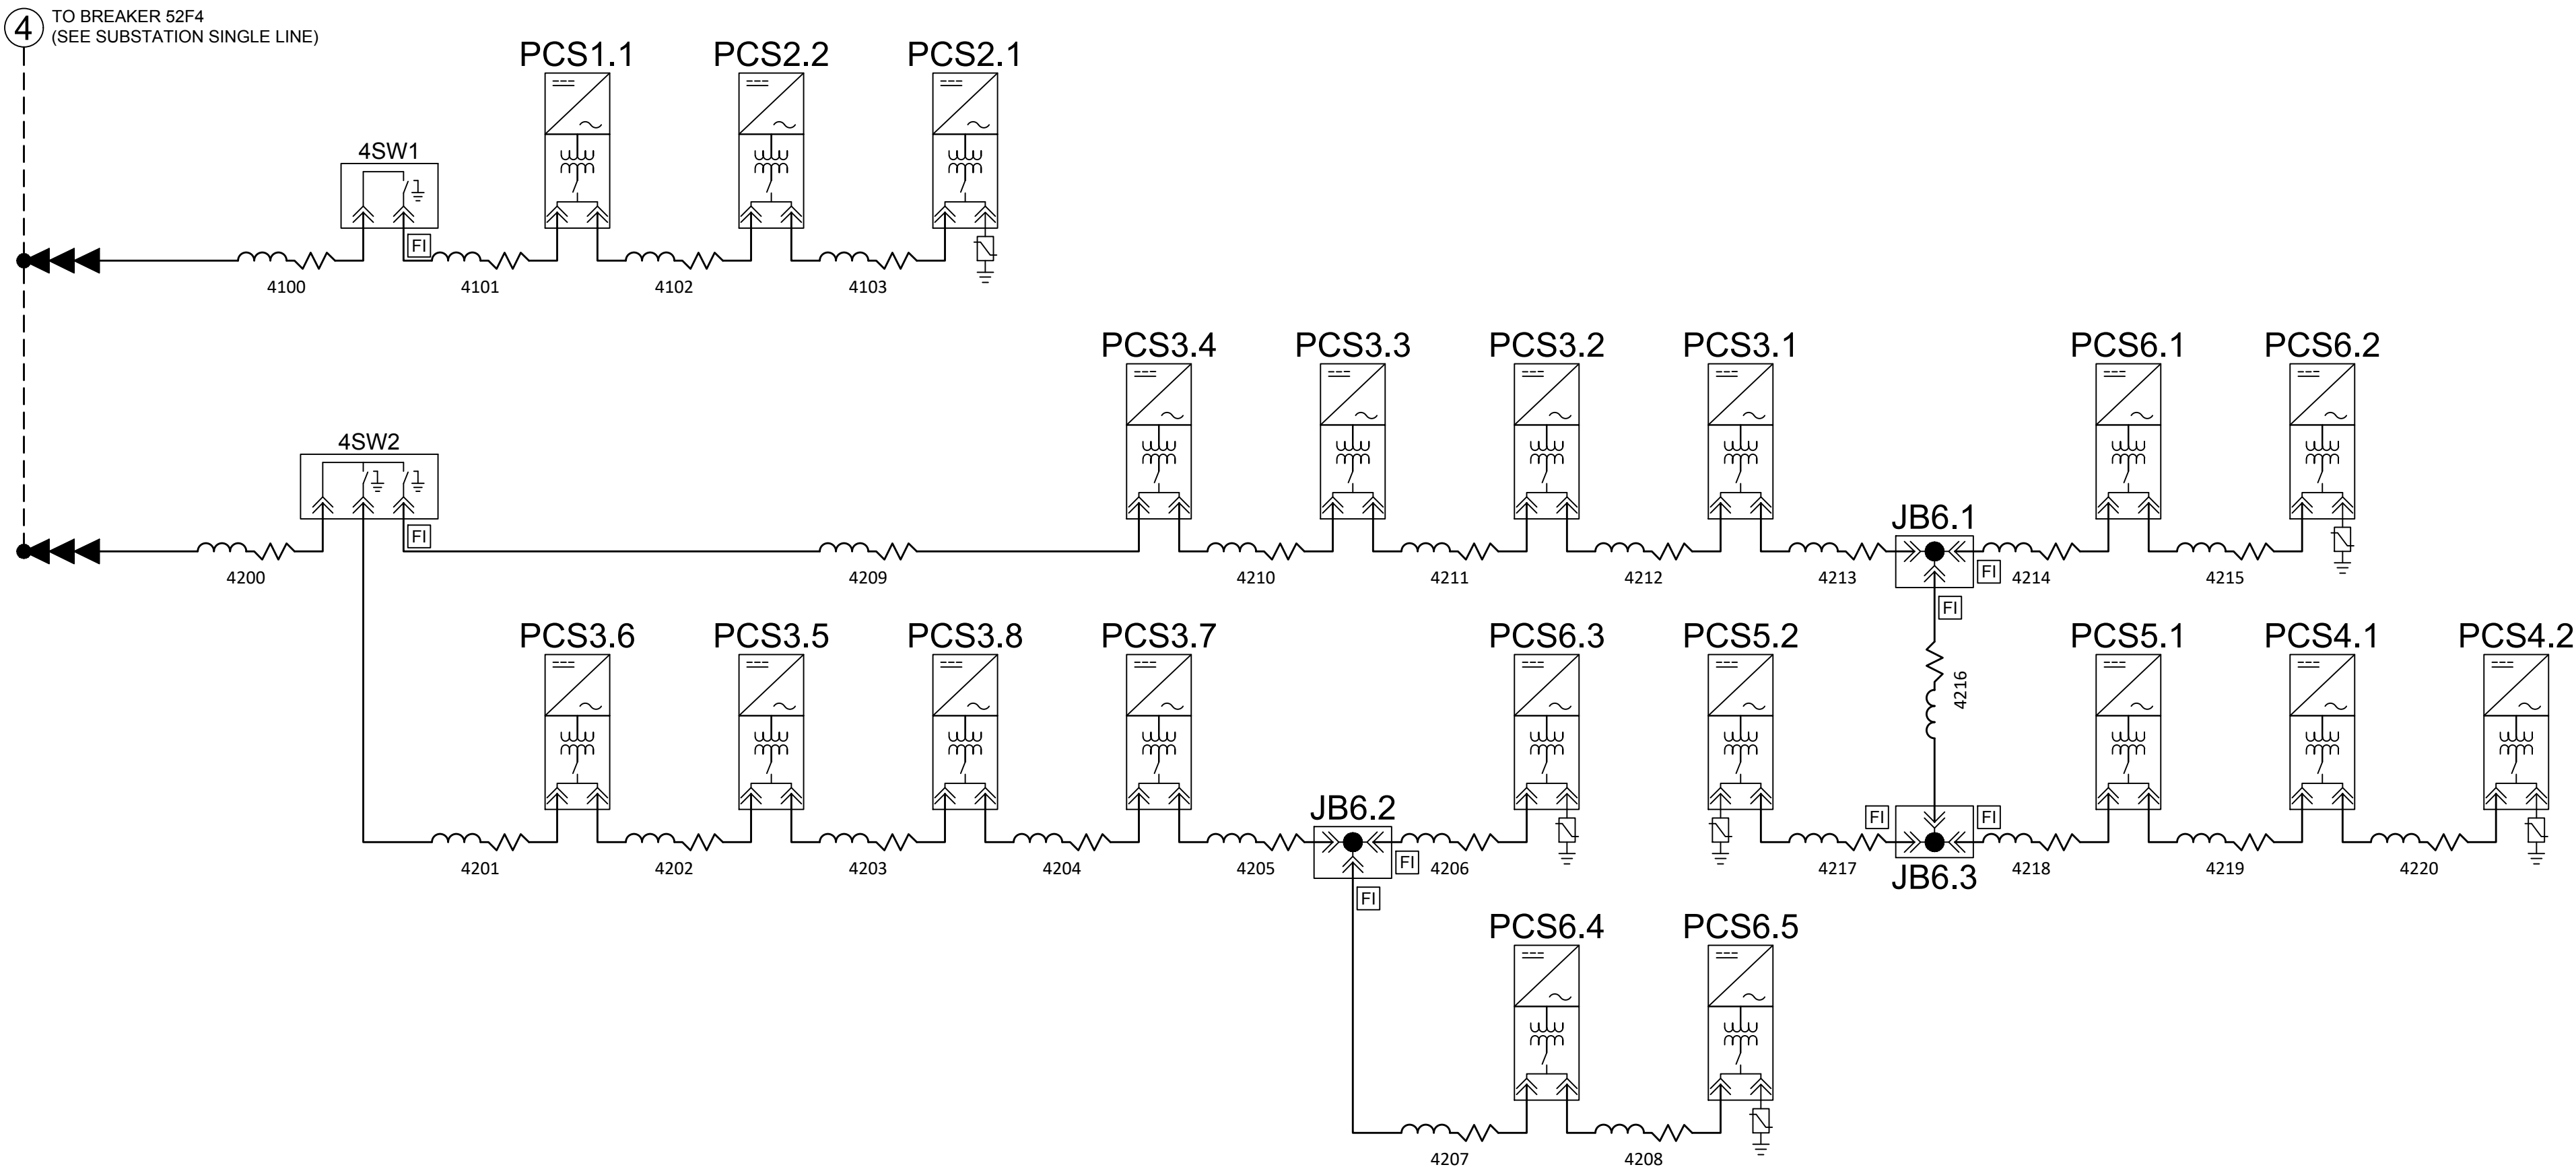 4
TO BREAKER 52F4
(SEE SUBSTATION SINGLE LINE)
PCS1.1
PCS2.2
PCS2.1
4SW1
FI
4100
4101
4102
4103
PCS3.4
PCS3.3
PCS3.2
PCS3.1
PCS6.1
PCS6.2
4SW2
JB6.1
FI
FI
4200
4209
4210
4211
4212
4213
4214
4215
FI
PCS3.6
PCS3.5
PCS3.8
PCS3.7
PCS6.3
PCS5.2
PCS5.1
PCS4.1
PCS4.2
4216
JB6.2
FI
FI
FI
4201
4202
4203
4204
4205
4206
4217
JB6.3
4218
4219
4220
FI
PCS6.4
PCS6.5
4207
4208